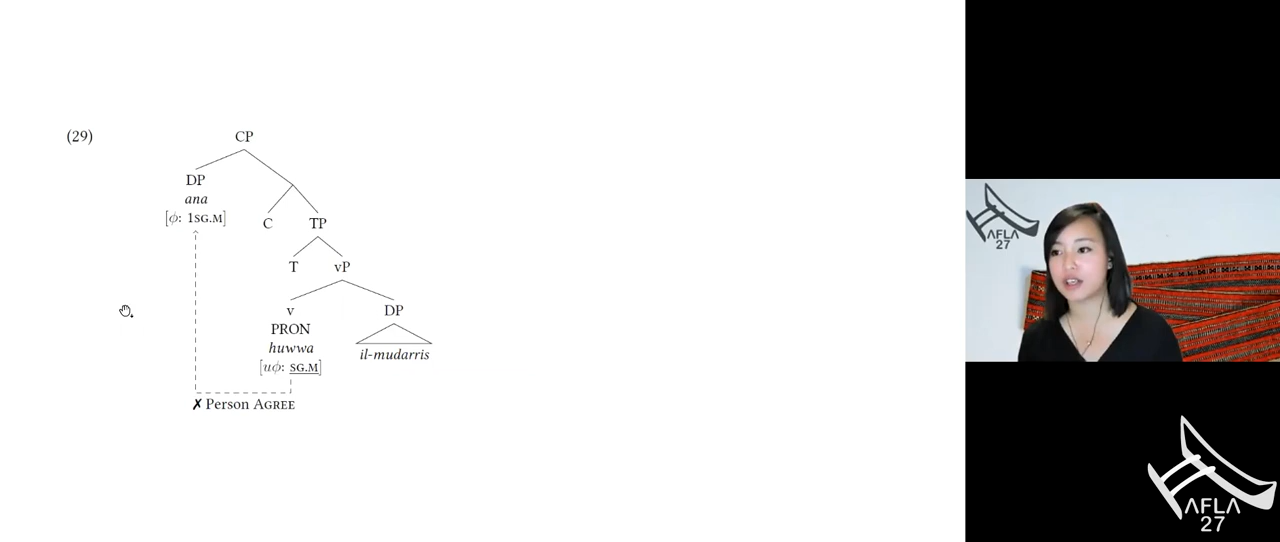 (29)
CP
DP
ana
[ϕ: 1SG.M]
C
TP
T
vP
v
DP
PRON
huwwa
il-mudarris
[uϕ: SG.M]
✗ Person AGREE
AFLA
27
AFLA
27